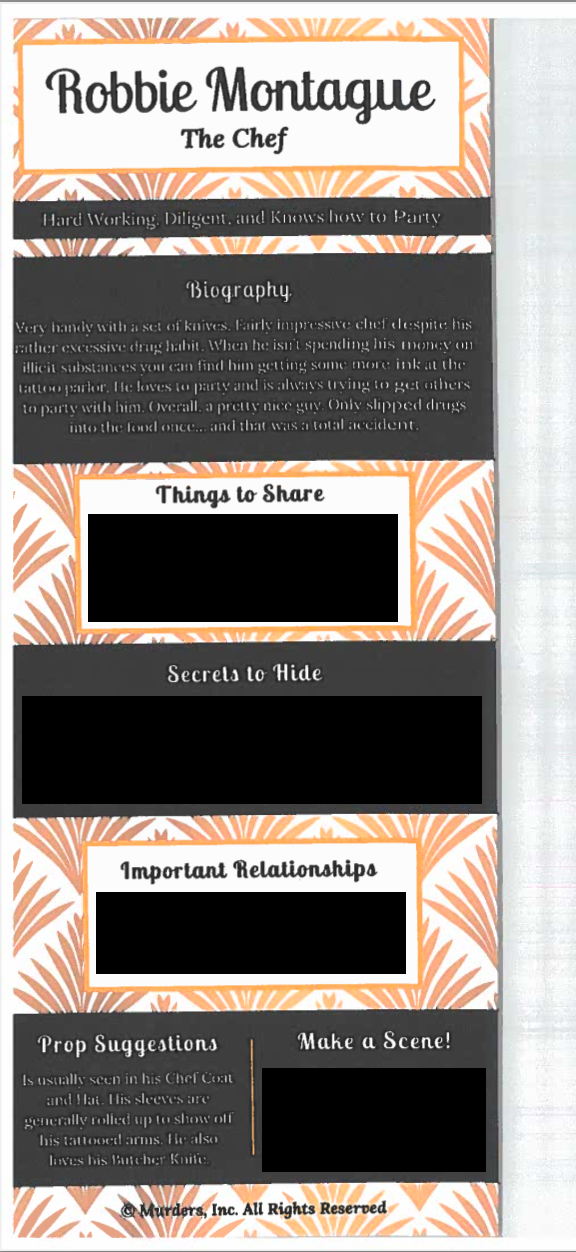 Robbie Montague
The Chef
Hard Working, Diligent, and Knows how to Party
Biography
Very handy with a set of knives. Fairly impressive chef despite his
rather excessive drug habit. When he isn't spending his money on
illicit substances you can find him getting some more ink at the
tattoo parlor. He loves to party and is always trying to get others
to party with him. Overall, a pretty nice guy. Only slipped drugs
into the food once... and that was a total accident.
Things to Share
Secrets to Hide
Important Relationships
Prop Suggestions
Is usually seen in his Chef Coat
and Hat. His sleeves are
generally rolled up to show off
his tattooed arms. He also
loves his Butcher Knife.
Make a Scene!
© Murders, Inc. All Rights Reserved